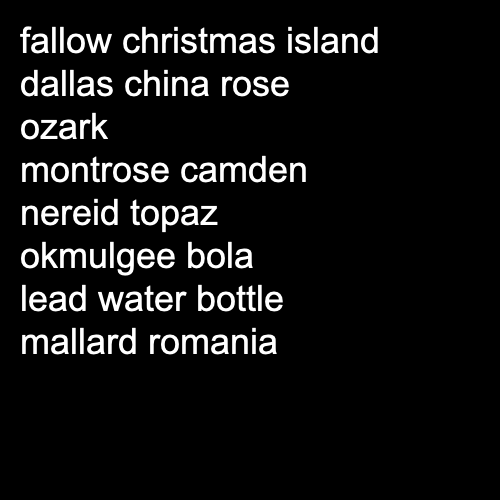 fallow christmas island
dallas china rose
ozark
montrose camden
nereid topaz
okmulgee bola
lead water bottle
mallard romania